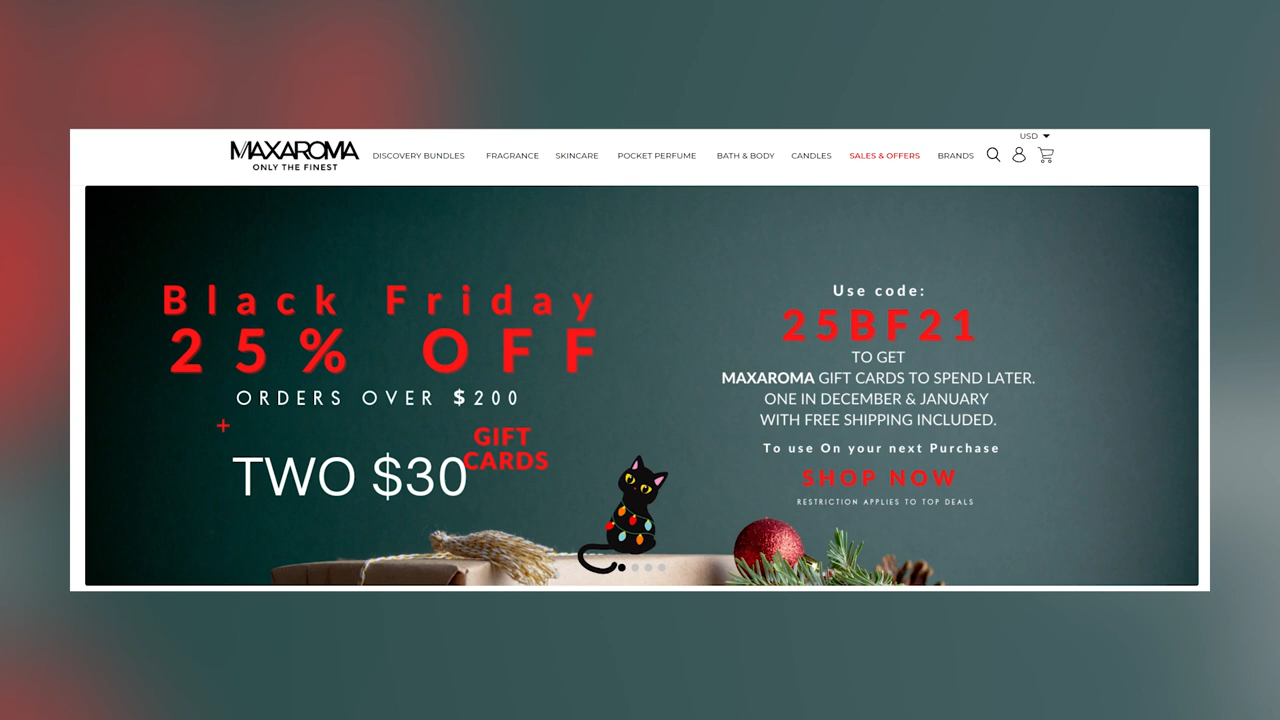 USD
MAXAROMA
ONLY THE FINEST
DISCOVERY BUNDLES FRAGRANCE SKINCARE POCKET PERFUME BATH & BODY CANDLES SALES & OFFERS BRANDS
Black Friday
25% OFF
ORDERS OVER $200
+
TWO $30
GIFT
CARDS
Use code:
25BF21
TO GET
MAXAROMA GIFT CARDS TO SPEND LATER.
ONE IN DECEMBER & JANUARY
WITH FREE SHIPPING INCLUDED.
To use On your next Purchase
SHOP NOW
RESTRICTION APPLIES TO TOP DEALS